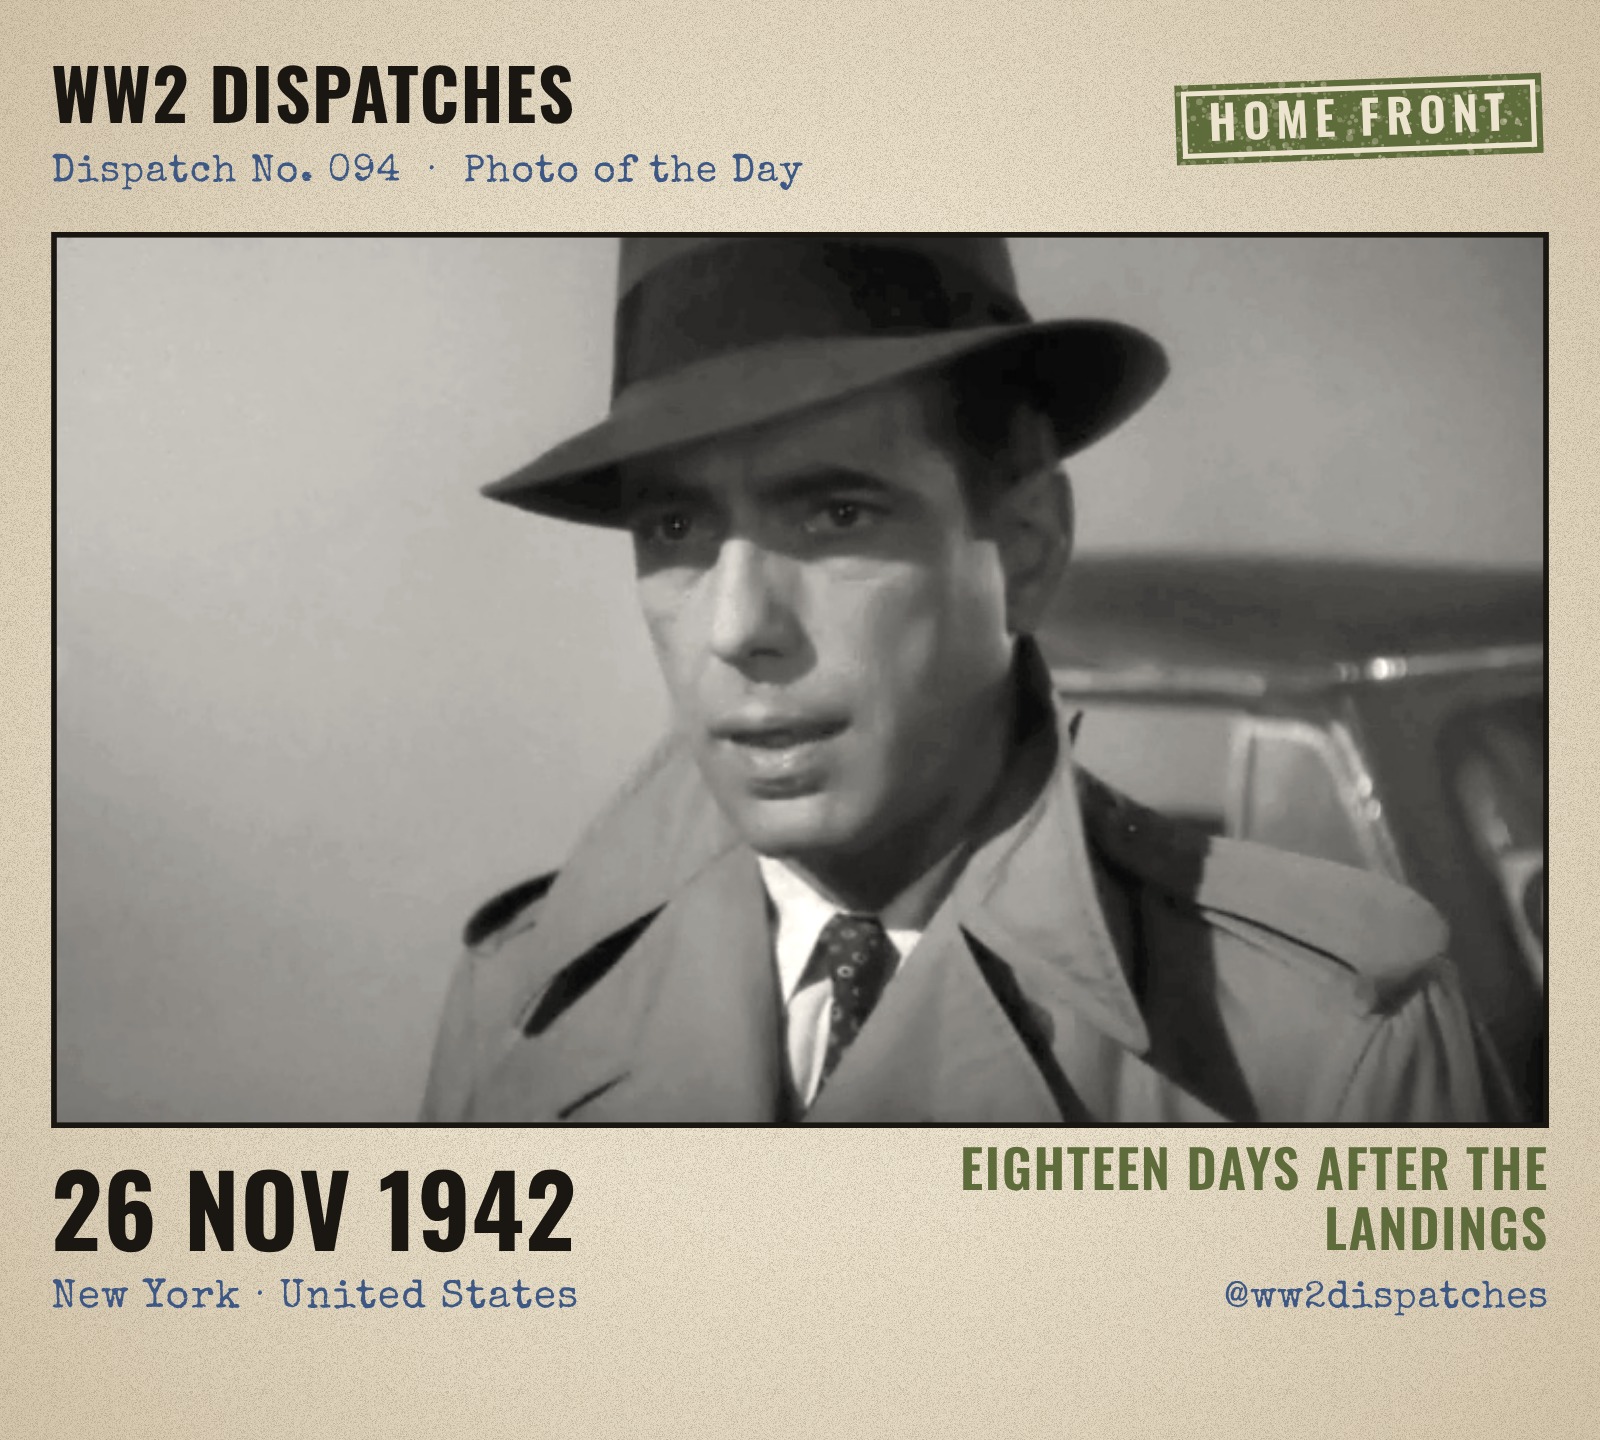 WW2 DISPATCHES
HOME FRONT
Dispatch No. 094 · Photo of the Day
26 NOV 1942
New York · United States
EIGHTEEN DAYS AFTER THE
LANDINGS
@ww2dispatches